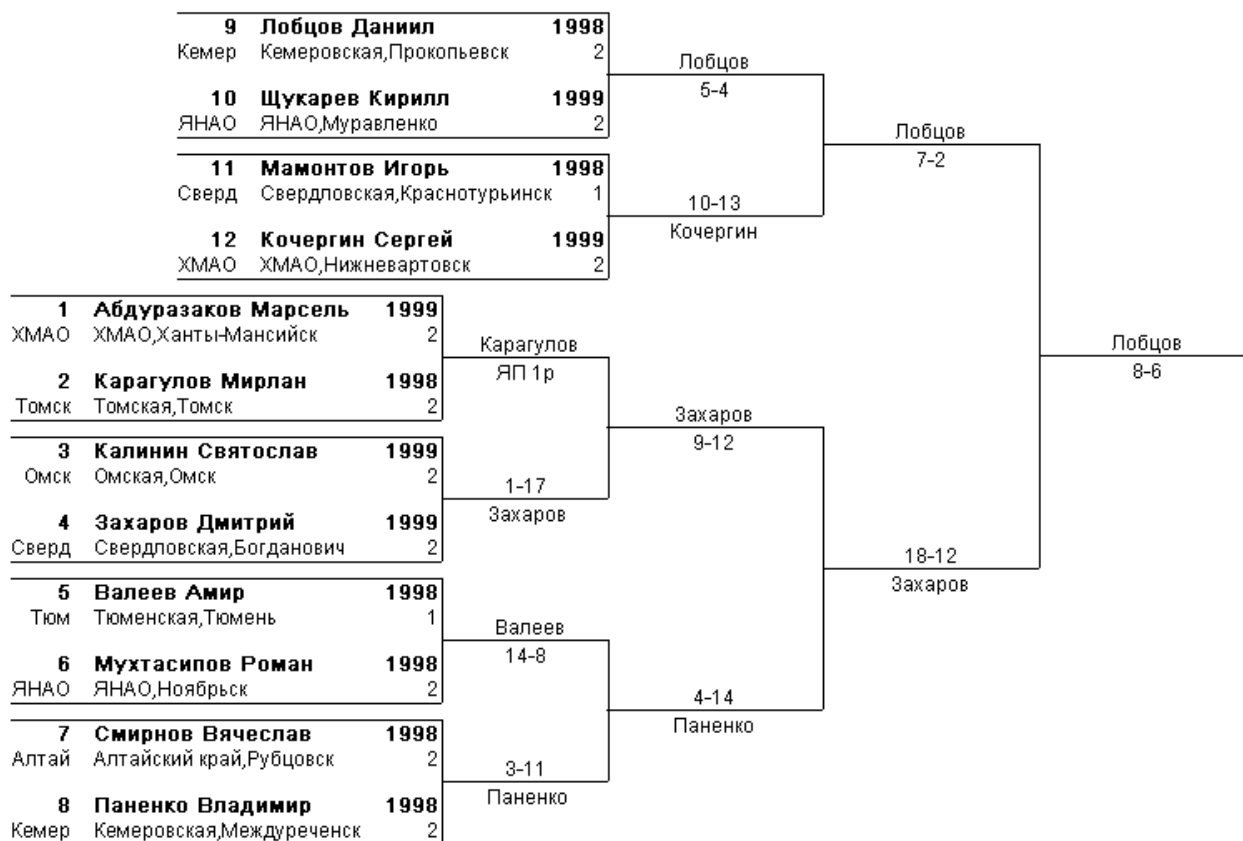 9 Лобцов Даниил 1998
Кемер Кемеровская,Прокопьевск 2
Лобцов
5-4
10 Щукарев Кирилл 1999
ЯНАО ЯНАО,Муравленко 2
Лобцов
7-2
11 Мамонтов Игорь 1998
Сверд Свердловская,Краснотурьинск 1
10-13
Кочергин
12 Кочергин Сергей 1999
ХМАО ХМАО,Нижневартовск 2
1 Абдуразаков Марсель 1999
ХМАО ХМАО,Ханты-Мансийск 2
Карагулов
ЯП 1р
Лобцов
8-6
2 Карагулов Мирлан 1998
Томск Томская,Томск 2
Захаров
9-12
3 Калинин Святослав 1999
Омск Омская,Омск 2
1-17
Захаров
4 Захаров Дмитрий 1999
Сверд Свердловская,Богданович 2
18-12
Захаров
5 Валеев Амир 1998
Тюм Тюменская,Тюмень 1
Валеев
14-8
6 Мухтасипов Роман 1998
ЯНАО ЯНАО,Ноябрьск 2
4-14
Паненко
7 Смирнов Вячеслав 1998
Алтай Алтайский край,Рубцовск 2
3-11
Паненко
8 Паненко Владимир 1998
Кемер Кемеровская,Междуреченск 2